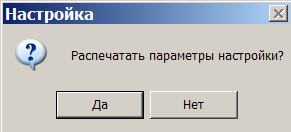 Настройка
Распечатать параметры настройки?
Да
Нет